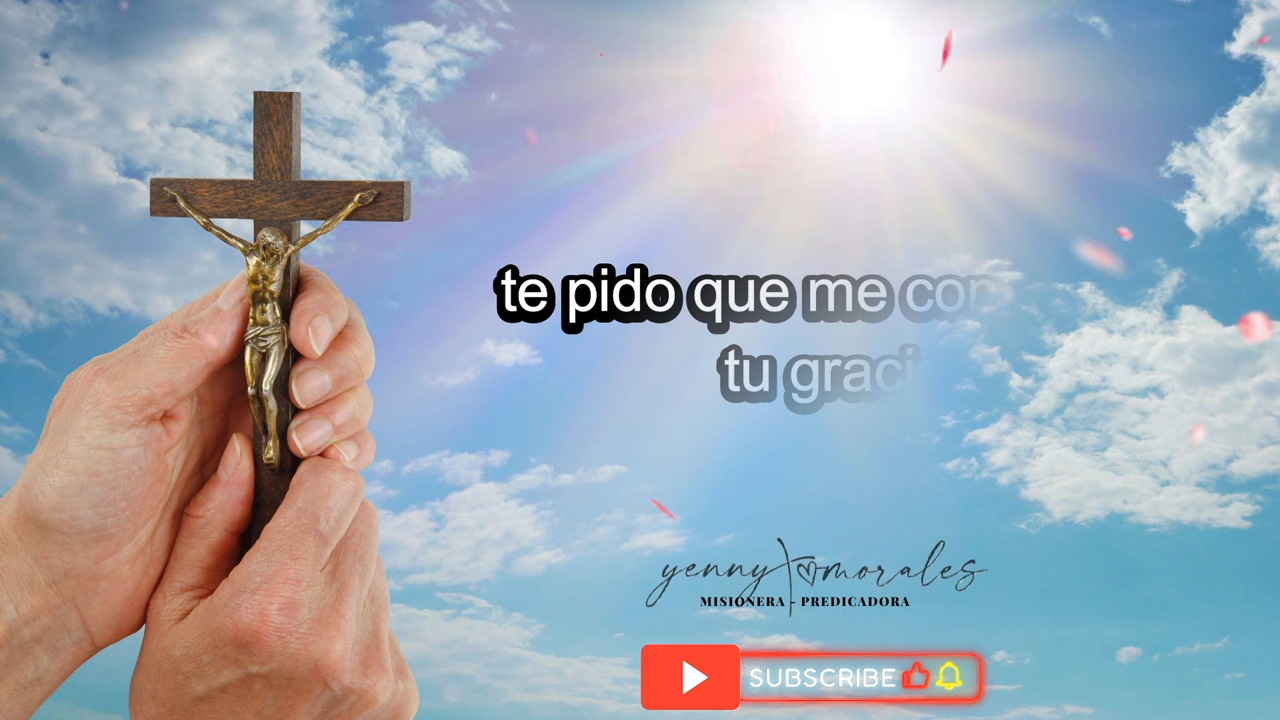 te pido que me
tu
yenny morales
MISIONERA - PREDICADORA
SUBSCRIBE